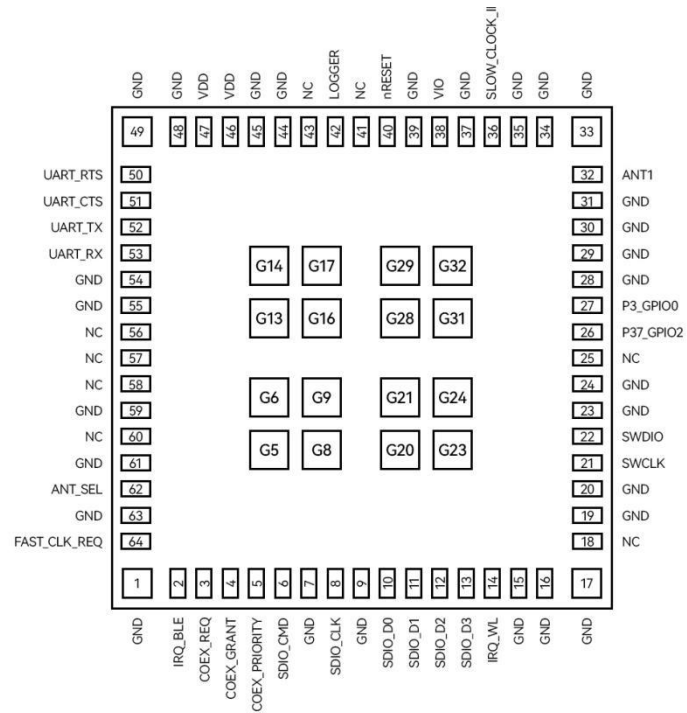 GND
GND
VDD
VDD
GND
GND
NC
LOGGER
NC
nRESET
GND
VIO
GND
SLOW_CLOCK_II
GND
GND
GND
49 48 47 46 45 44 43 42 41 40 39 38 37 36 35 34 33
UART_RTS 50 32 ANT1
UART_CTS 51 31 GND
UART_TX 52 30 GND
UART_RX 53 29 GND
GND 54 28 GND
GND 55 27 P3_GPIO0
NC 56 26 P37_GPIO2
NC 57 25 NC
NC 58 24 GND
GND 59 23 GND
NC 60 22 SWDIO
GND 61 21 SWCLK
ANT_SEL 62 20 GND
GND 63 19 GND
FAST_CLK_REQ 64 18 NC
G14 G17 G29 G32
G13 G16 G28 G31
G6 G9 G21 G24
G5 G8 G20 G23
1 2 3 4 5 6 7 8 9 10 11 12 13 14 15 16 17
GND
IRQ_BLE
COEX_REQ
COEX_GRANT
COEX_PRIORITY
SDIO_CMD
GND
SDIO_CLK
GND
SDIO_D0
SDIO_D1
SDIO_D2
SDIO_D3
IRQ_WL
GND
GND
GND